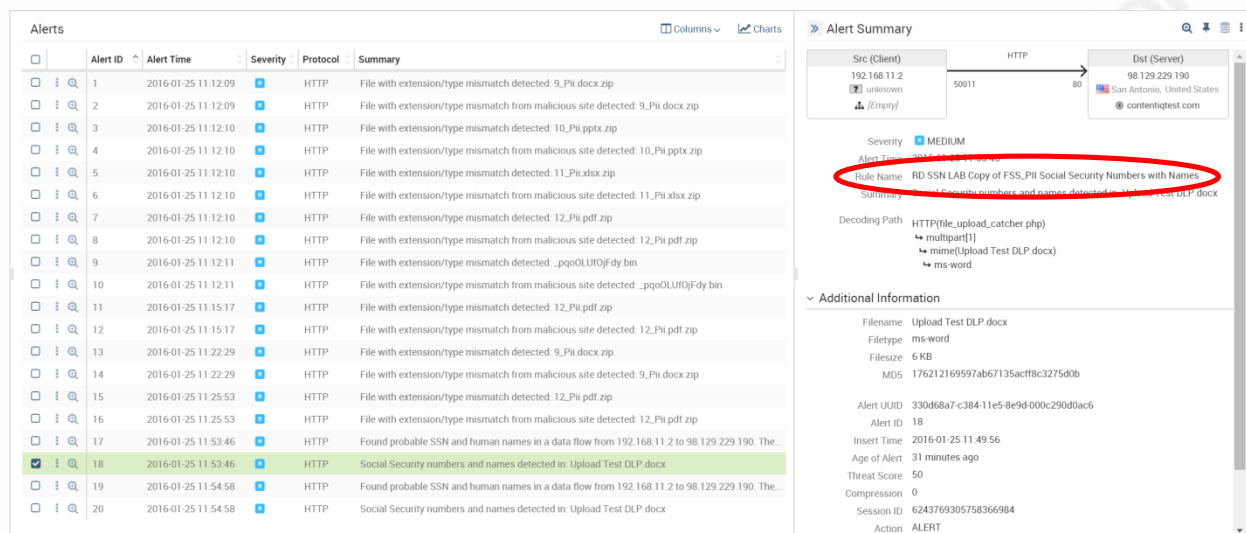 Alerts
Columns
Charts
Alert ID Alert Time Severity Protocol Summary
1 2016-01-25 11:12:09 HTTP File with extension/type mismatch detected: 9_Pii.docx.zip
2 2016-01-25 11:12:09 HTTP File with extension/type mismatch from malicious site detected: 9_Pii.docx.zip
3 2016-01-25 11:12:10 HTTP File with extension/type mismatch detected: 10_Pii.pptx.zip
4 2016-01-25 11:12:10 HTTP File with extension/type mismatch from malicious site detected: 10_Pii.pptx.zip
5 2016-01-25 11:12:10 HTTP File with extension/type mismatch detected: 11_Pii.xlsx.zip
6 2016-01-25 11:12:10 HTTP File with extension/type mismatch from malicious site detected: 11_Pii.xlsx.zip
7 2016-01-25 11:12:10 HTTP File with extension/type mismatch detected: 12_Pii.pdf.zip
8 2016-01-25 11:12:10 HTTP File with extension/type mismatch from malicious site detected: 12_Pii.pdf.zip
9 2016-01-25 11:12:11 HTTP File with extension/type mismatch detected: _pqoOLUfOjFdy.bin
10 2016-01-25 11:12:11 HTTP File with extension/type mismatch from malicious site detected: _pqoOLUfOjFdy.bin
11 2016-01-25 11:15:17 HTTP File with extension/type mismatch detected: 12_Pii.pdf.zip
12 2016-01-25 11:15:17 HTTP File with extension/type mismatch from malicious site detected: 12_Pii.pdf.zip
13 2016-01-25 11:22:29 HTTP File with extension/type mismatch detected: 9_Pii.docx.zip
14 2016-01-25 11:22:29 HTTP File with extension/type mismatch from malicious site detected: 9_Pii.docx.zip
15 2016-01-25 11:25:53 HTTP File with extension/type mismatch detected: 12_Pii.pdf.zip
16 2016-01-25 11:25:53 HTTP File with extension/type mismatch from malicious site detected: 12_Pii.pdf.zip
17 2016-01-25 11:53:46 HTTP Found probable SSN and human names in a data flow from 192.168.11.2 to 98.129.229.190. The...
18 2016-01-25 11:53:46 HTTP Social Security numbers and names detected in: Upload Test DLP.docx
19 2016-01-25 11:54:58 HTTP Found probable SSN and human names in a data flow from 192.168.11.2 to 98.129.229.190. The...
20 2016-01-25 11:54:58 HTTP Social Security numbers and names detected in: Upload Test DLP.docx
Alert Summary
Src (Client) HTTP Dst (Server)
192.168.11.2 50011 80 98.129.229.190
unknown San Antonio, United States
[Empty] contentiqtest.com
Severity MEDIUM
Alert Time
Rule Name RD SSN LAB Copy of FSS_PII Social Security Numbers with Names
Summary Social Security numbers and names detected in: Upload Test DLP.docx
Decoding Path HTTP(file_upload_catcher.php)
multipart[1]
mime(Upload Test DLP.docx)
ms-word
Additional Information
Filename Upload Test DLP.docx
Filetype ms-word
Filesize 6 KB
MD5 176212169597ab67135acff8c3275d0b
Alert UUID 330d68a7-c384-11e5-8e9d-000c290d0ac6
Alert ID 18
Insert Time 2016-01-25 11:49:56
Age of Alert 31 minutes ago
Threat Score 50
Compression 0
Session ID 6243769305758366984
Action ALERT